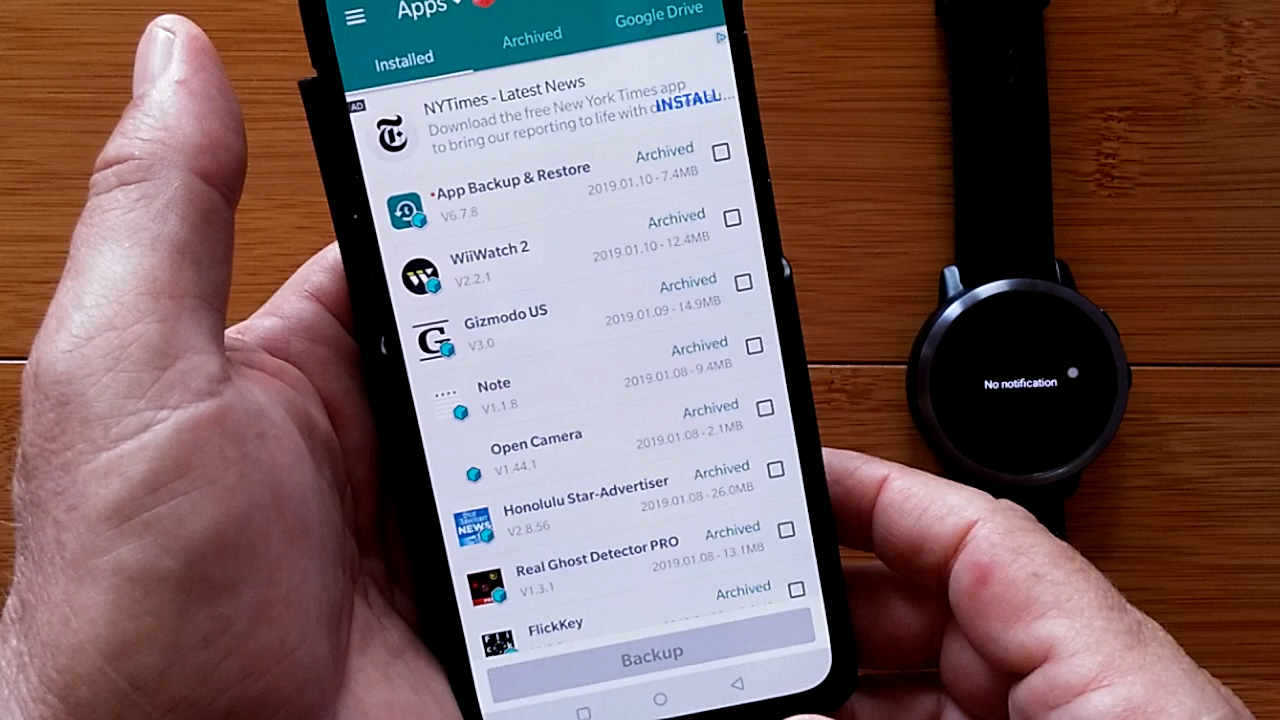 Apps
Installed
Archived
Google Drive
AD
NYTimes - Latest News
Download the free New York Times app
to bring our reporting to life with
INSTALL
...
•App Backup & Restore
Archived
V6.7.8
2019.01.10 - 7.4MB
WiiWatch 2
Archived
V2.2.1
2019.01.10 - 12.4MB
Gizmodo US
Archived
V3.0
2019.01.09 - 14.9MB
Note
Archived
V1.1.8
2019.01.08 - 9.4MB
Open Camera
Archived
V1.44.1
2019.01.08 - 2.1MB
Honolulu Star-Advertiser
Archived
V2.8.56
2019.01.08 - 26.0MB
NEWS
Real Ghost Detector PRO
Archived
V1.3.1
2019.01.08 - 13.1MB
FlickKey
Archived
Backup
No notification